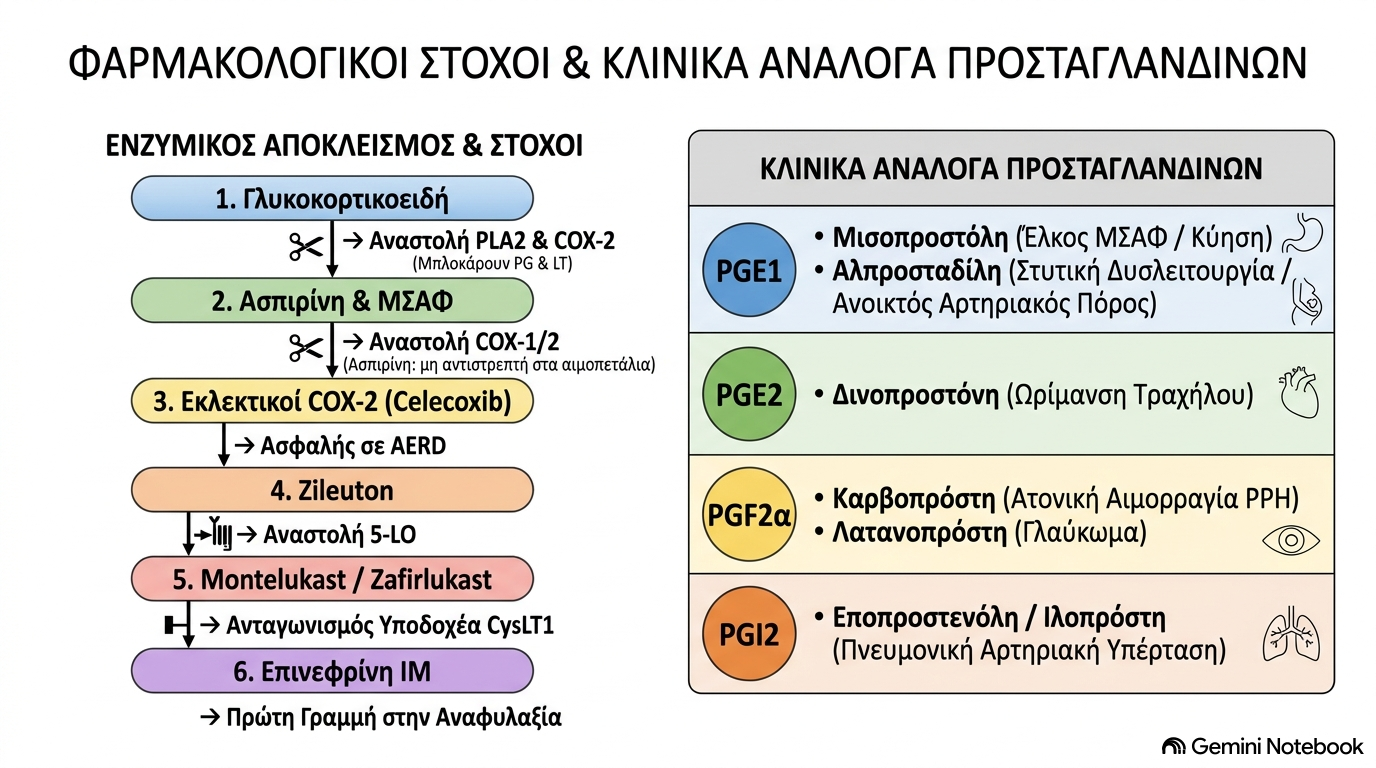 ΦΑΡΜΑΚΟΛΟΓΙΚΟΙ ΣΤΟΧΟΙ & ΚΛΙΝΙΚΑ ΑΝΑΛΟΓΑ ΠΡΟΣΤΑΓΛΑΝΔΙΝΩΝ
ΕΝΖΥΜΙΚΟΣ ΑΠΟΚΛΕΙΣΜΟΣ & ΣΤΟΧΟΙ
1. Γλυκοκορτικοειδή
→ Αναστολή PLA2 & COX-2
(Μπλοκάρουν PG & LT)
2. Ασπιρίνη & ΜΣΑΦ
→ Αναστολή COX-1/2
(Ασπιρίνη: μη αντιστρεπτή στα αιμοπετάλια)
3. Εκλεκτικοί COX-2 (Celecoxib)
→ Ασφαλής σε AERD
4. Zileuton
→ Αναστολή 5-LO
5. Montelukast / Zafirlukast
→ Ανταγωνισμός Υποδοχέα CysLT1
6. Επινεφρίνη IM
→ Πρώτη Γραμμή στην Αναφυλαξία
ΚΛΙΝΙΚΑ ΑΝΑΛΟΓΑ ΠΡΟΣΤΑΓΛΑΝΔΙΝΩΝ
PGE1
• Μισοπροστόλη (Έλκος ΜΣΑΦ / Κύηση)
• Αλπροσταδίλη (Στυτική Δυσλειτουργία /
Ανοικτός Αρτηριακός Πόρος)
PGE2
• Δινοπροστόνη (Ωρίμανση Τραχήλου)
PGF2α
• Καρβοπρόστη (Ατονική Αιμορραγία PPH)
• Λατανοπρόστη (Γλαύκωμα)
PGI2
• Εποπροστενόλη / Ιλοπρόστη
(Πνευμονική Αρτηριακή Υπέρταση)
Gemini Notebook